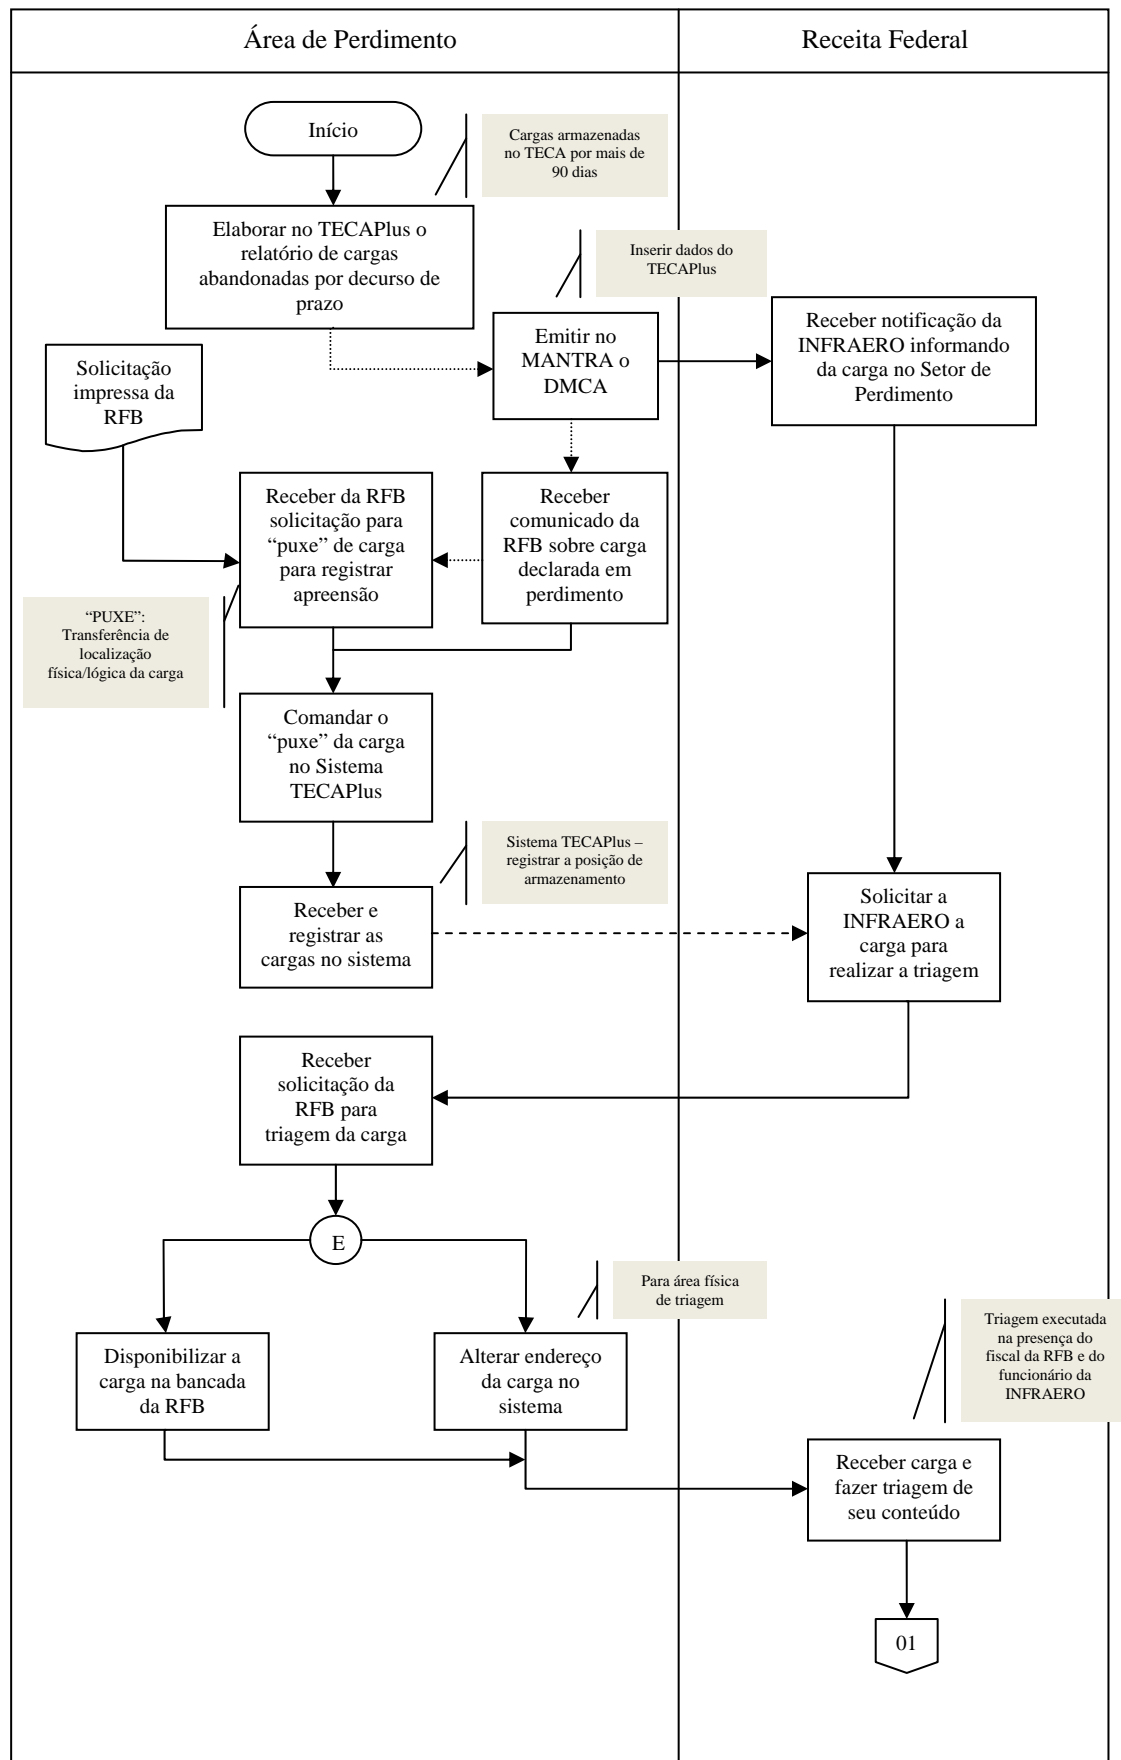 Área de Perdimento
Receita Federal
Início
Cargas armazenadas
no TECA por mais de
90 dias
Elaborar no TECAPlus o
relatório de cargas
abandonadas por decurso de
prazo
Inserir dados do
TECAPlus
Emitir no
MANTRA o
DMCA
Receber notificação da
INFRAERO informando
da carga no Setor de
Perdimento
Solicitação
impressa da
RFB
Receber da RFB
solicitação para
“puxe” de carga
para registrar
apreensão
Receber
comunicado da
RFB sobre carga
declarada em
perdimento
“PUXE”:
Transferência de
localização
física/lógica da carga
Comandar o
“puxe” da carga
no Sistema
TECAPlus
Sistema TECAPlus –
registrar a posição de
armazenamento
Receber e
registrar as
cargas no sistema
Solicitar a
INFRAERO a
carga para
realizar a triagem
Receber
solicitação da
RFB para
triagem da carga
E
Para área física
de triagem
Disponibilizar a
carga na bancada
da RFB
Alterar endereço
da carga no
sistema
Triagem executada
na presença do
fiscal da RFB e do
funcionário da
INFRAERO
Receber carga e
fazer triagem de
seu conteúdo
01